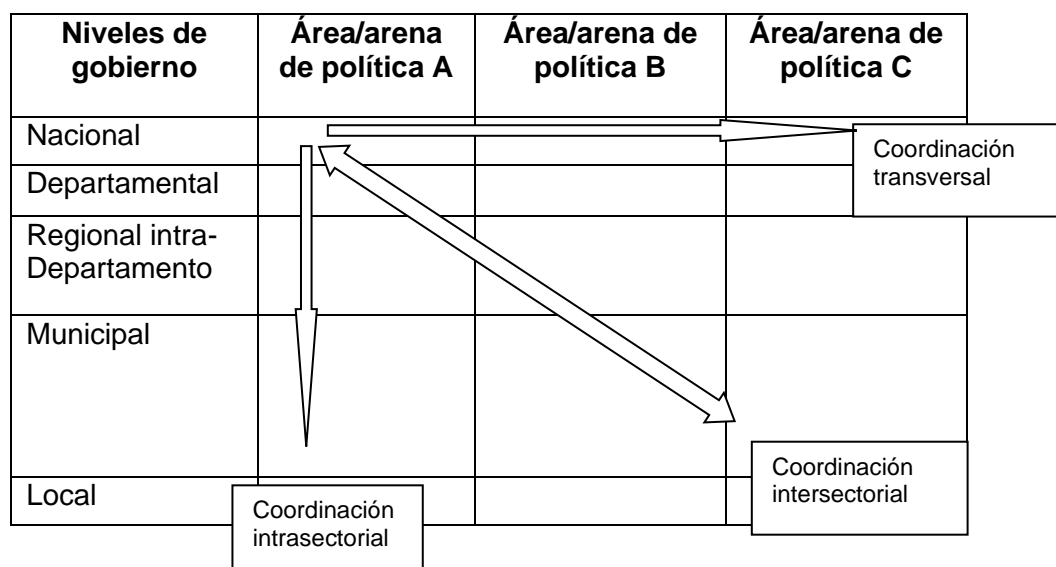 Niveles de
gobierno
Área/arena
de política A
Área/arena de
política B
Área/arena de
política C
Nacional
Coordinación
transversal
Departamental
Regional intra-
Departamento
Municipal
Coordinación
intersectorial
Local
Coordinación
intrasectorial